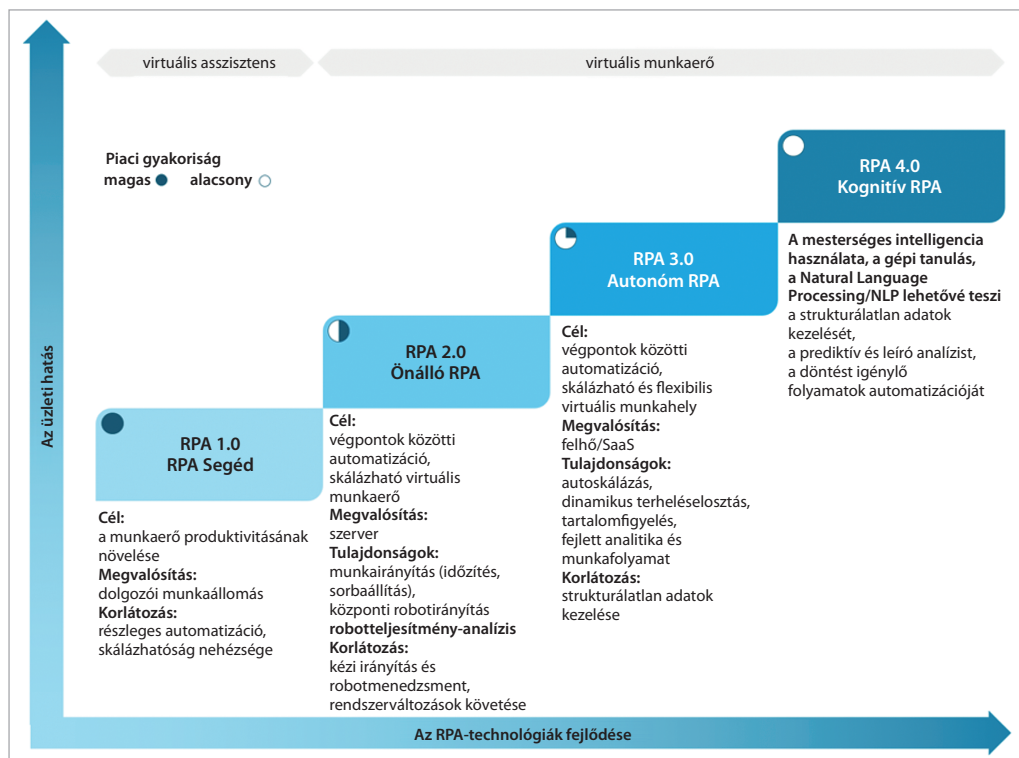 virtuális asszisztens
virtuális munkaerő
Piaci gyakoriság
magas
alacsony
Az üzleti hatás
RPA 1.0
RPA Segéd
Cél:
a munkaerő produktivitásának
növelése
Megvalósítás:
dolgozói munkaállomás
Korlátozás:
részleges automatizáció,
skálázhatóság nehézsége
RPA 2.0
Önálló RPA
Cél:
végpontok közötti
automatizáció,
skálázható virtuális
munkaerő
Megvalósítás:
szerver
Tulajdonságok:
munkairányítás (időzítés,
sorbaállítás),
központi robotirányítás
robotteljesítmény-analízis
Korlátozás:
kézi irányítás és
robotmenedzsment,
rendszerváltozások követése
RPA 3.0
Autonóm RPA
Cél:
végpontok közötti
automatizáció,
skálázható és flexibilis
virtuális munkahely
Megvalósítás:
felhő/SaaS
Tulajdonságok:
autoskálázás,
dinamikus terheléselosztás,
tartalomfigyelés,
fejlett analitika és
munkafolyamat
Korlátozás:
strukturálatlan adatok
kezelése
RPA 4.0
Kognitív RPA
A mesterséges intelligencia
használata, a gépi tanulás,
a Natural Language
Processing/NLP lehetővé teszi
a strukturálatlan adatok
kezelését,
a prediktív és leíró analízist,
a döntést igénylő
folyamatok automatizációját
Az RPA-technológiák fejlődése